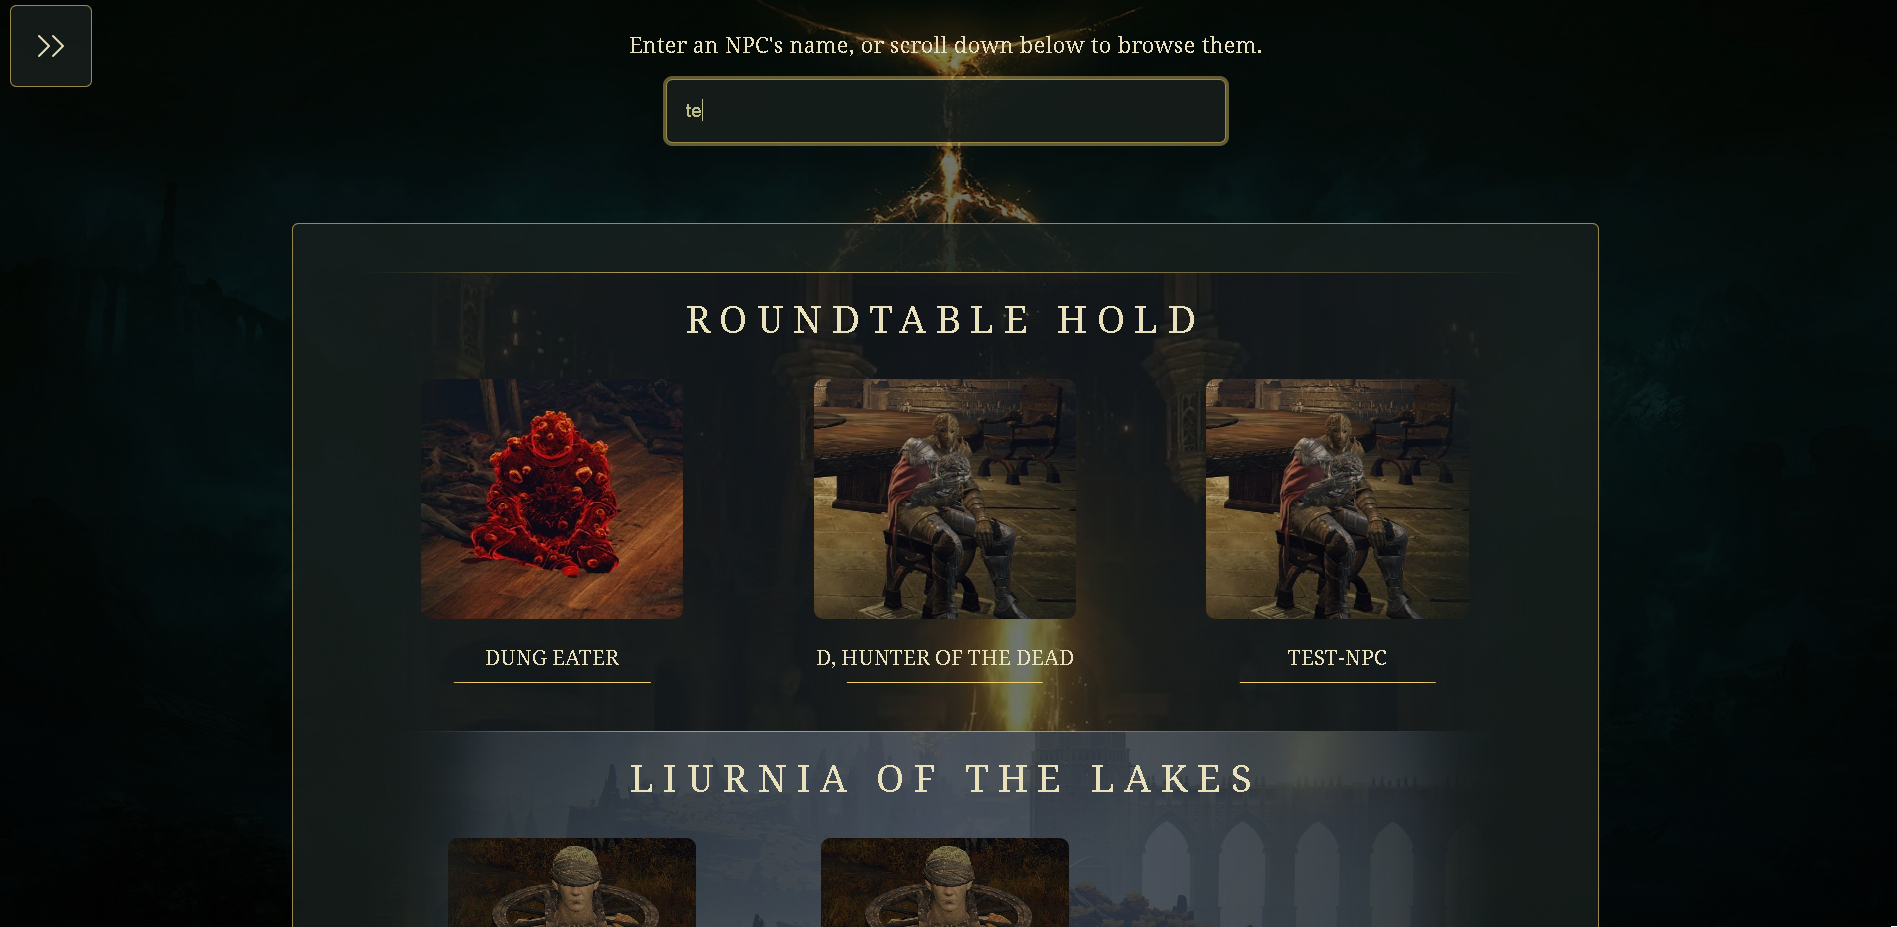 Enter an NPC's name, or scroll down below to browse them.
te
ROUNDTABLE HOLD
DUNG EATER
D, HUNTER OF THE DEAD
TEST-NPC
LIURNIA OF THE LAKES